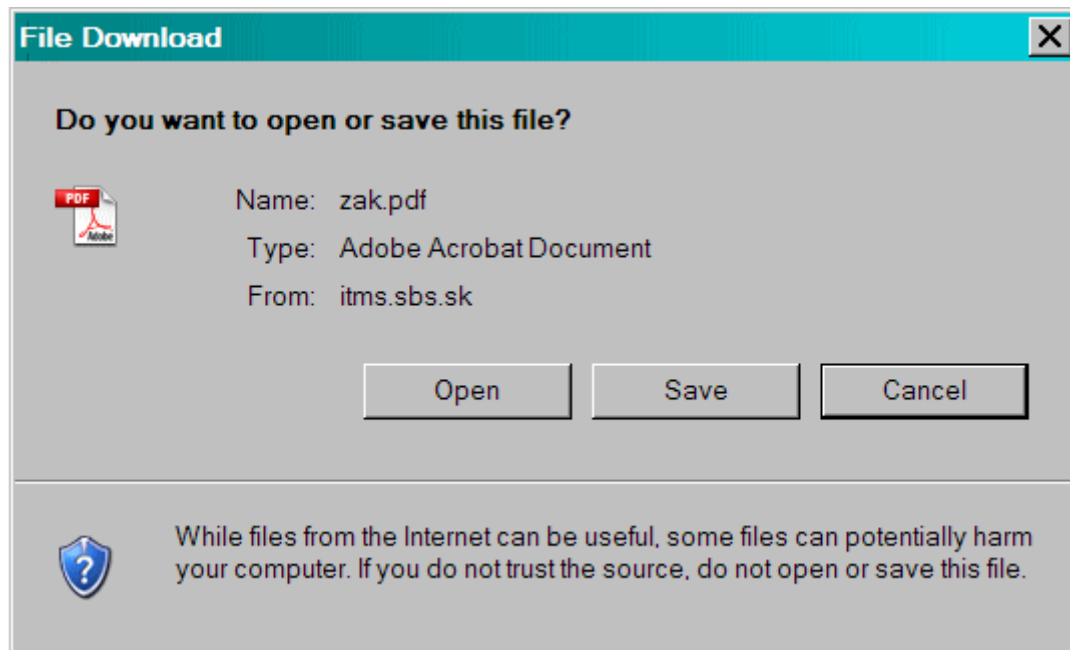 File Download
Do you want to open or save this file?
PDF
Adobe
Name: zak.pdf
Type: Adobe Acrobat Document
From: itms.sbs.sk
Open Save Cancel
While files from the Internet can be useful, some files can potentially harm
your computer. If you do not trust the source, do not open or save this file.